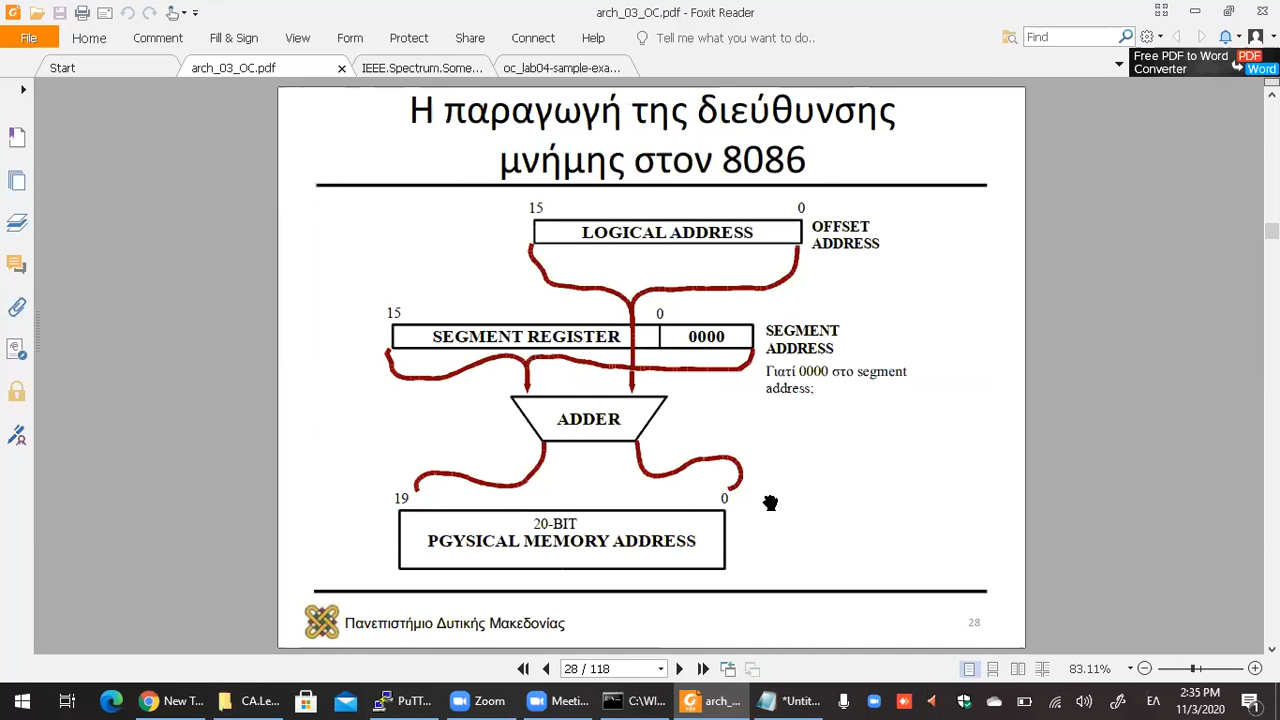 arch_03_OC.pdf - Foxit Reader
File
Home
Comment
Fill & Sign
View
Form
Protect
Share
Connect
Help
Tell me what you want to do..
Find
Start
arch_03_OC.pdf
IEEE.Spectrum.Some...
oc_lab04-sample-exa...
Free PDF to Word PDF
Converter Word
Η παραγωγή της διεύθυνσης
μνήμης στον 8086
15 0
LOGICAL ADDRESS
OFFSET
ADDRESS
15 0
SEGMENT REGISTER 0000
SEGMENT
ADDRESS
Γιατί 0000 στο segment
address;
ADDER
19 0
20-BIT
PGYSICAL MEMORY ADDRESS
Πανεπιστήμιο Δυτικής Μακεδονίας
28
28 / 118
83.11%
New T...
CA.Le...
PuTT...
Zoom
Meeti...
C:\WI...
arch_...
*Untit...
ΕΛ
2:35 PM
11/3/2020
1